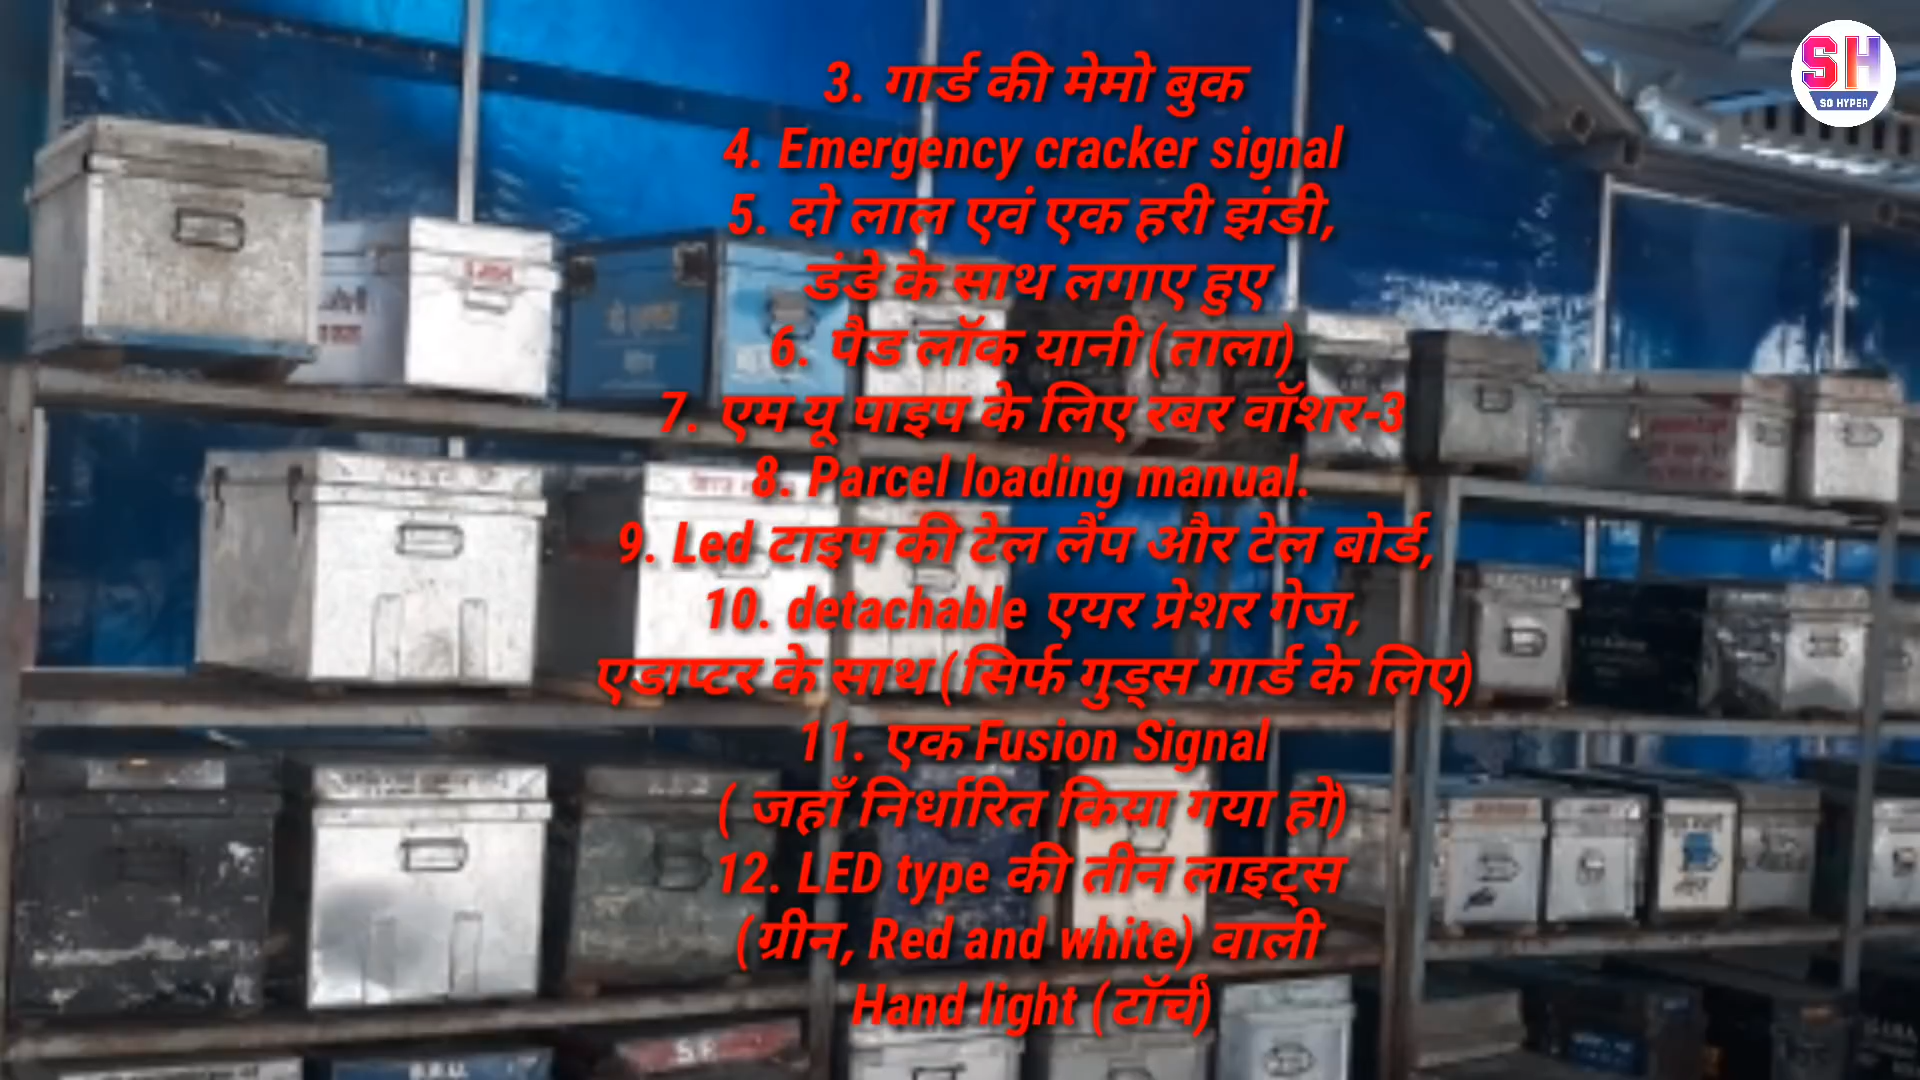 SH
SO HYPER
3. गार्ड की मेमो बुक
4. Emergency cracker signal
5. दो लाल एवं एक हरी झंडी,
डंडे के साथ लगाए हुए
6. पैड लॉक यानी (ताला)
7. एम यू पाइप के लिए रबर वॉशर-3
8. Parcel loading manual.
9. Led टाइप की टेल लैंप और टेल बोर्ड,
10. detachable एयर प्रेशर गेज,
एडाप्टर के साथ (सिर्फ गुड्स गार्ड के लिए)
11. एक Fusion Signal
( जहाँ निर्धारित किया गया हो)
12. LED type की तीन लाइट्स
(ग्रीन, Red and white) वाली
Hand light (टॉर्च)